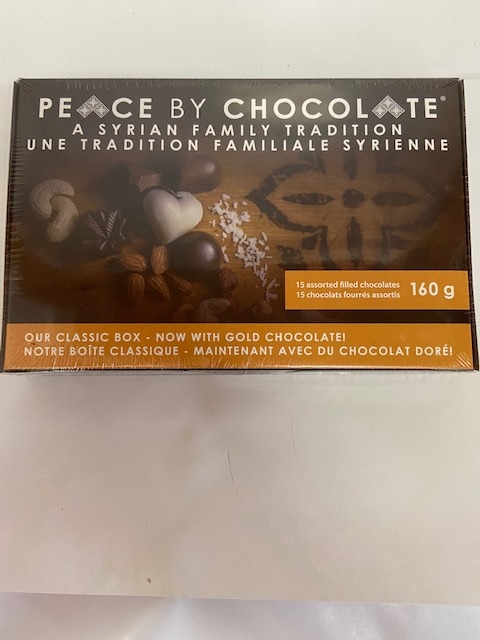 PEACE BY CHOCOLATE®
A SYRIAN FAMILY TRADITION
UNE TRADITION FAMILIALE SYRIENNE
15 assorted filled chocolates
15 chocolats fourrés assortis
160 g
OUR CLASSIC BOX - NOW WITH GOLD CHOCOLATE!
NOTRE BOÎTE CLASSIQUE - MAINTENANT AVEC DU CHOCOLAT DORÉ!